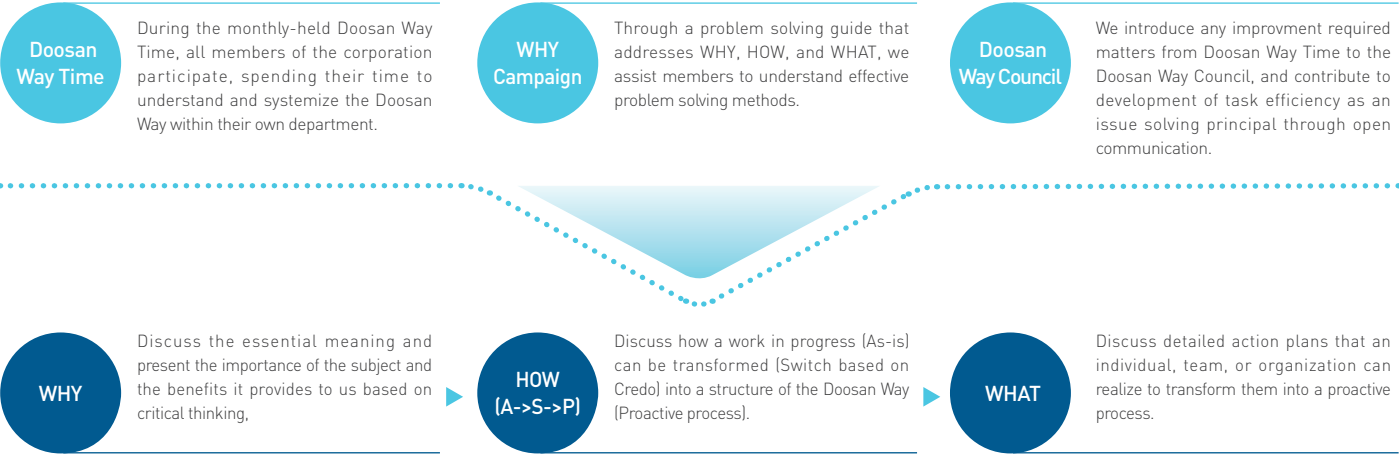 Doosan
Way Time
During the monthly-held Doosan Way
Time, all members of the corporation
participate, spending their time to
understand and systemize the Doosan
Way within their own department.
WHY
Campaign
Through a problem solving guide that
addresses WHY, HOW, and WHAT, we
assist members to understand effective
problem solving methods.
Doosan
Way Council
We introduce any improvment required
matters from Doosan Way Time to the
Doosan Way Council, and contribute to
development of task efficiency as an
issue solving principal through open
communication.
WHY
Discuss the essential meaning and
present the importance of the subject and
the benefits it provides to us based on
critical thinking,
HOW
(A->S->P)
Discuss how a work in progress (As-is)
can be transformed (Switch based on
Credo) into a structure of the Doosan Way
(Proactive process).
WHAT
Discuss detailed action plans that an
individual, team, or organization can
realize to transform them into a proactive
process.